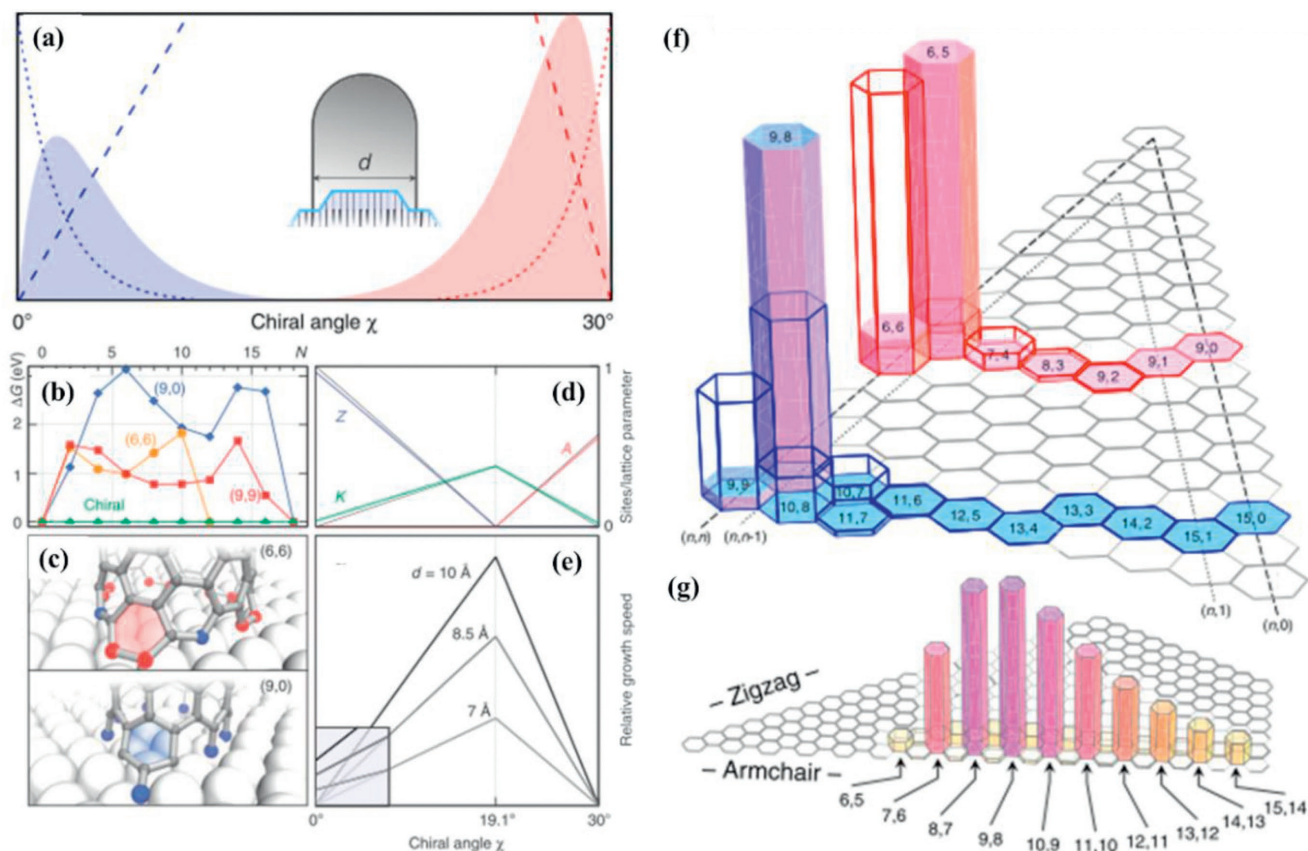 (a)
d
0°
Chiral angle χ
30°
0 5 10 15 N
ΔG (eV)
2
1
0
(b)
(9,0)
(6,6)
(9,9)
Chiral
(d)
Z
K
A
1
0
Sites/lattice parameter
(c)
(6,6)
(9,0)
(e)
d = 10 Å
8.5 Å
7 Å
Relative growth speed
0°
19.1°
30°
Chiral angle χ
(f)
6,5
9,8
6,6
7,4
8,3
9,2
9,1
9,0
9,9
10,8
10,7
11,7
11,6
12,5
13,4
13,3
14,2
15,1
15,0
(n,n)
(n,n-1)
(n,1)
(n,0)
(g)
– Zigzag –
– Armchair –
6,5
7,6
8,7
9,8
10,9
11,10
12,11
13,12
14,13
15,14